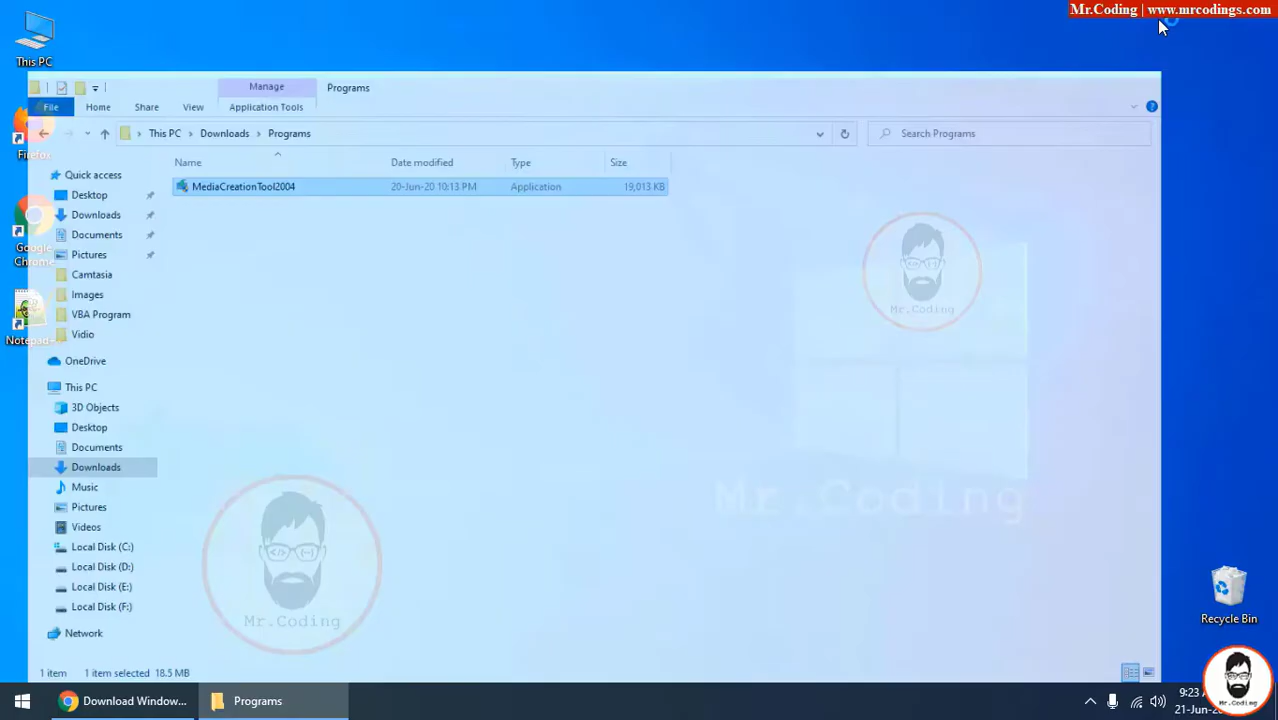 Mr.Coding | www.mrcodings.com
This PC
Manage
Programs
File
Home
Share
View
Application Tools
This PC
Downloads
Programs
Search Programs
Firefox
Name
Date modified
Type
Size
Quick access
MediaCreationTool2004
20-Jun-20 10:13 PM
Application
19,013 KB
Desktop
Downloads
Documents
Pictures
Google
Chrome
Camtasia
Images
VBA Program
Vidio
Mr.Coding
OneDrive
This PC
3D Objects
Desktop
Documents
Downloads
Music
Pictures
Videos
Local Disk (C:)
Local Disk (D:)
Local Disk (E:)
Local Disk (F:)
Network
Mr.Coding
Mr.Coding
Recycle Bin
1 item
1 item selected
18.5 MB
Download Window...
Programs
9:23
21-Jun-